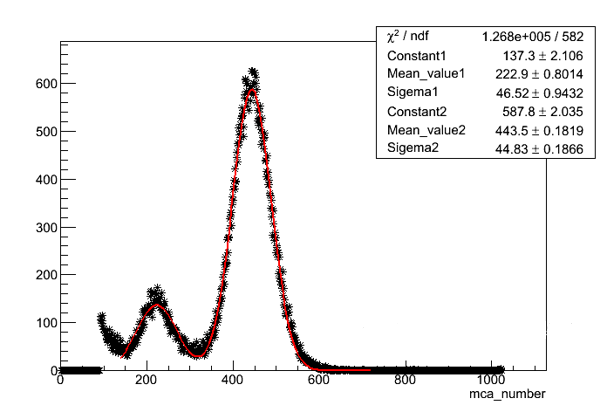 χ² / ndf 1.268e+005 / 582
Constant1 137.3 ± 2.106
Mean_value1 222.9 ± 0.8014
Sigema1 46.52 ± 0.9432
Constant2 587.8 ± 2.035
Mean_value2 443.5 ± 0.1819
Sigema2 44.83 ± 0.1866
600
500
400
300
200
100
0
0 200 400 600 800 1000
mca_number